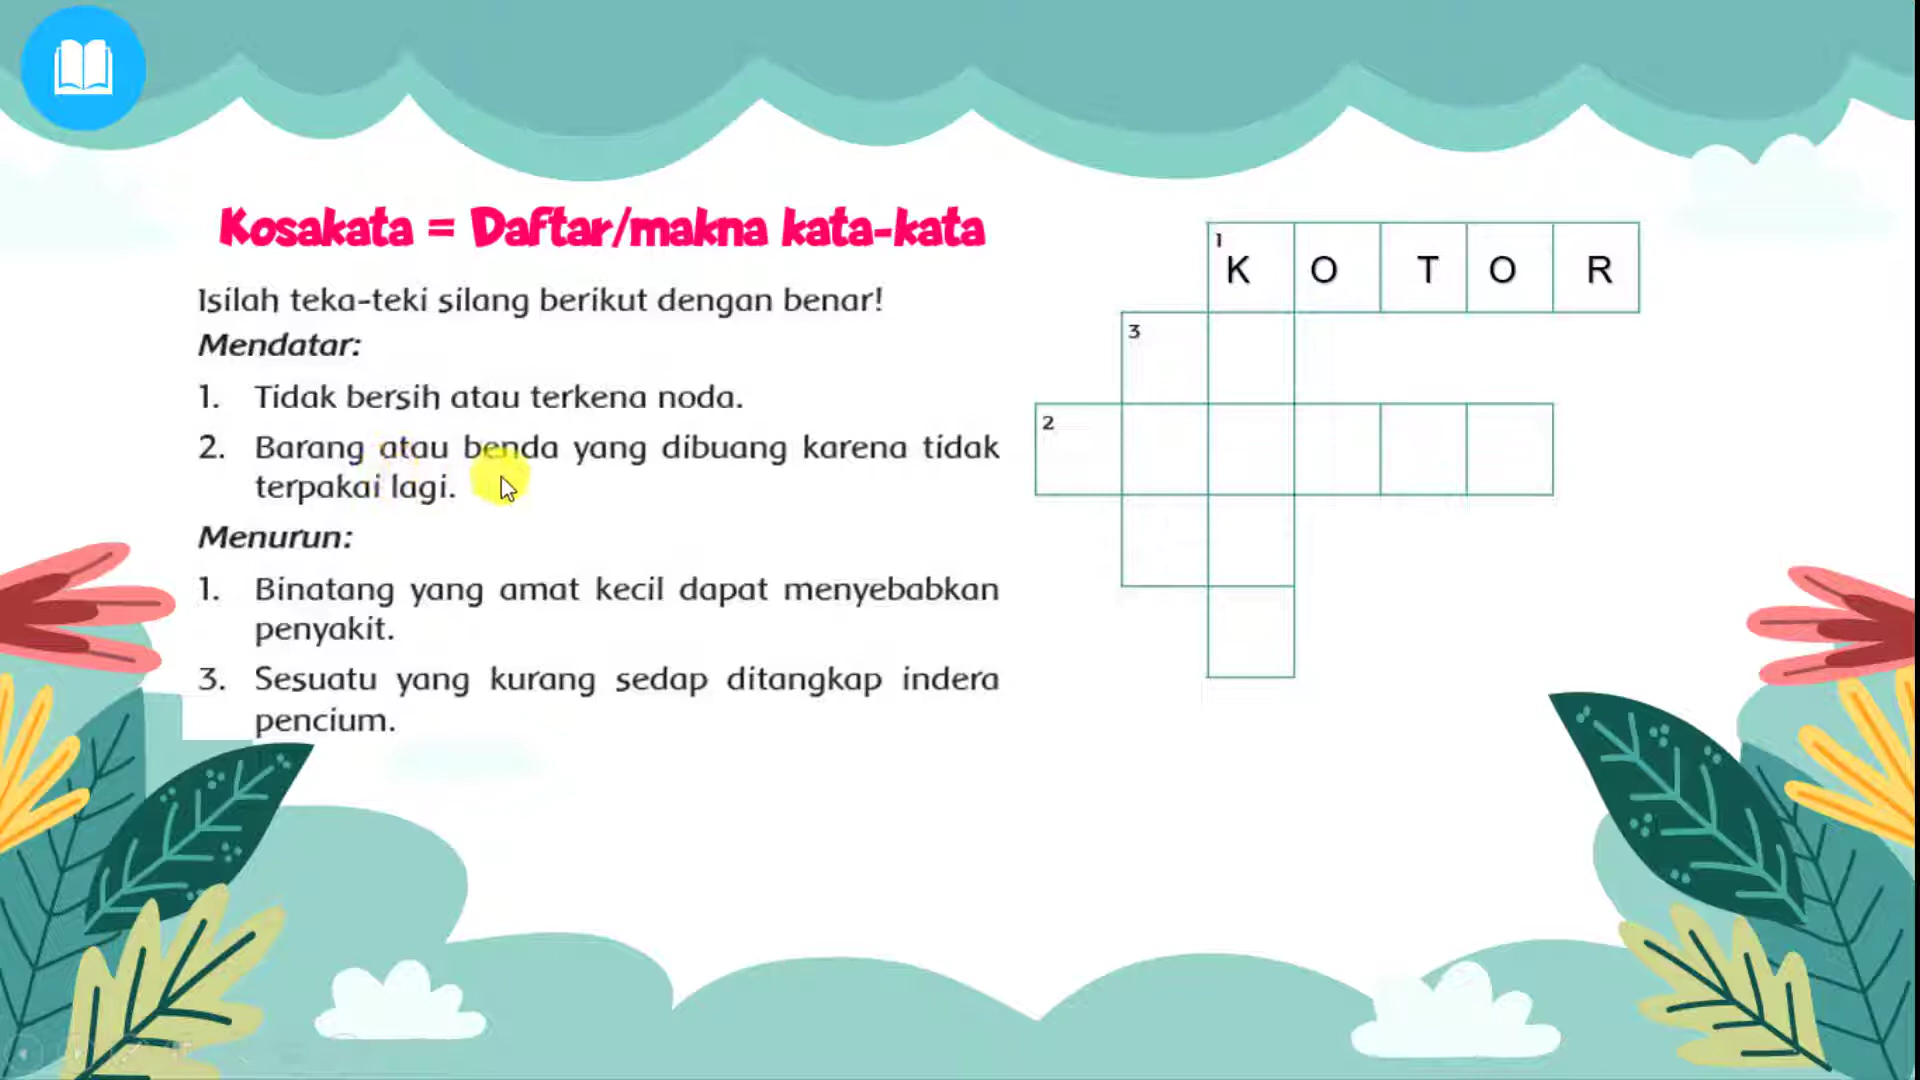 Kosakata = Daftar/makna kata-kata
Isilah teka-teki silang berikut dengan benar!
Mendatar:
1. Tidak bersih atau terkena noda.
2. Barang atau benda yang dibuang karena tidak
terpakai lagi.
Menurun:
1. Binatang yang amat kecil dapat menyebabkan
penyakit.
3. Sesuatu yang kurang sedap ditangkap indera
pencium.
1
K O T O R
3
2